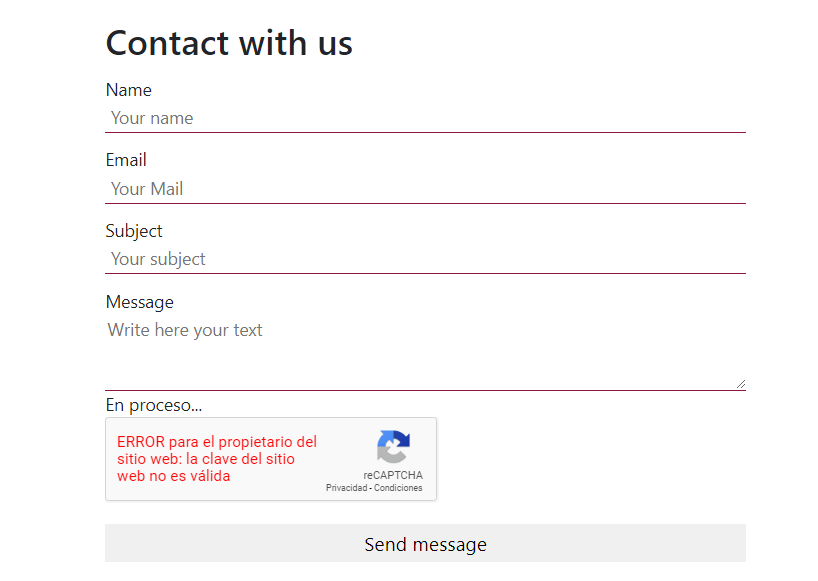 Contact with us
Name
Your name
Email
Your Mail
Subject
Your subject
Message
Write here your text
En proceso...
ERROR para el propietario del
sitio web: la clave del sitio
web no es válida
reCAPTCHA
Privacidad - Condiciones
Send message